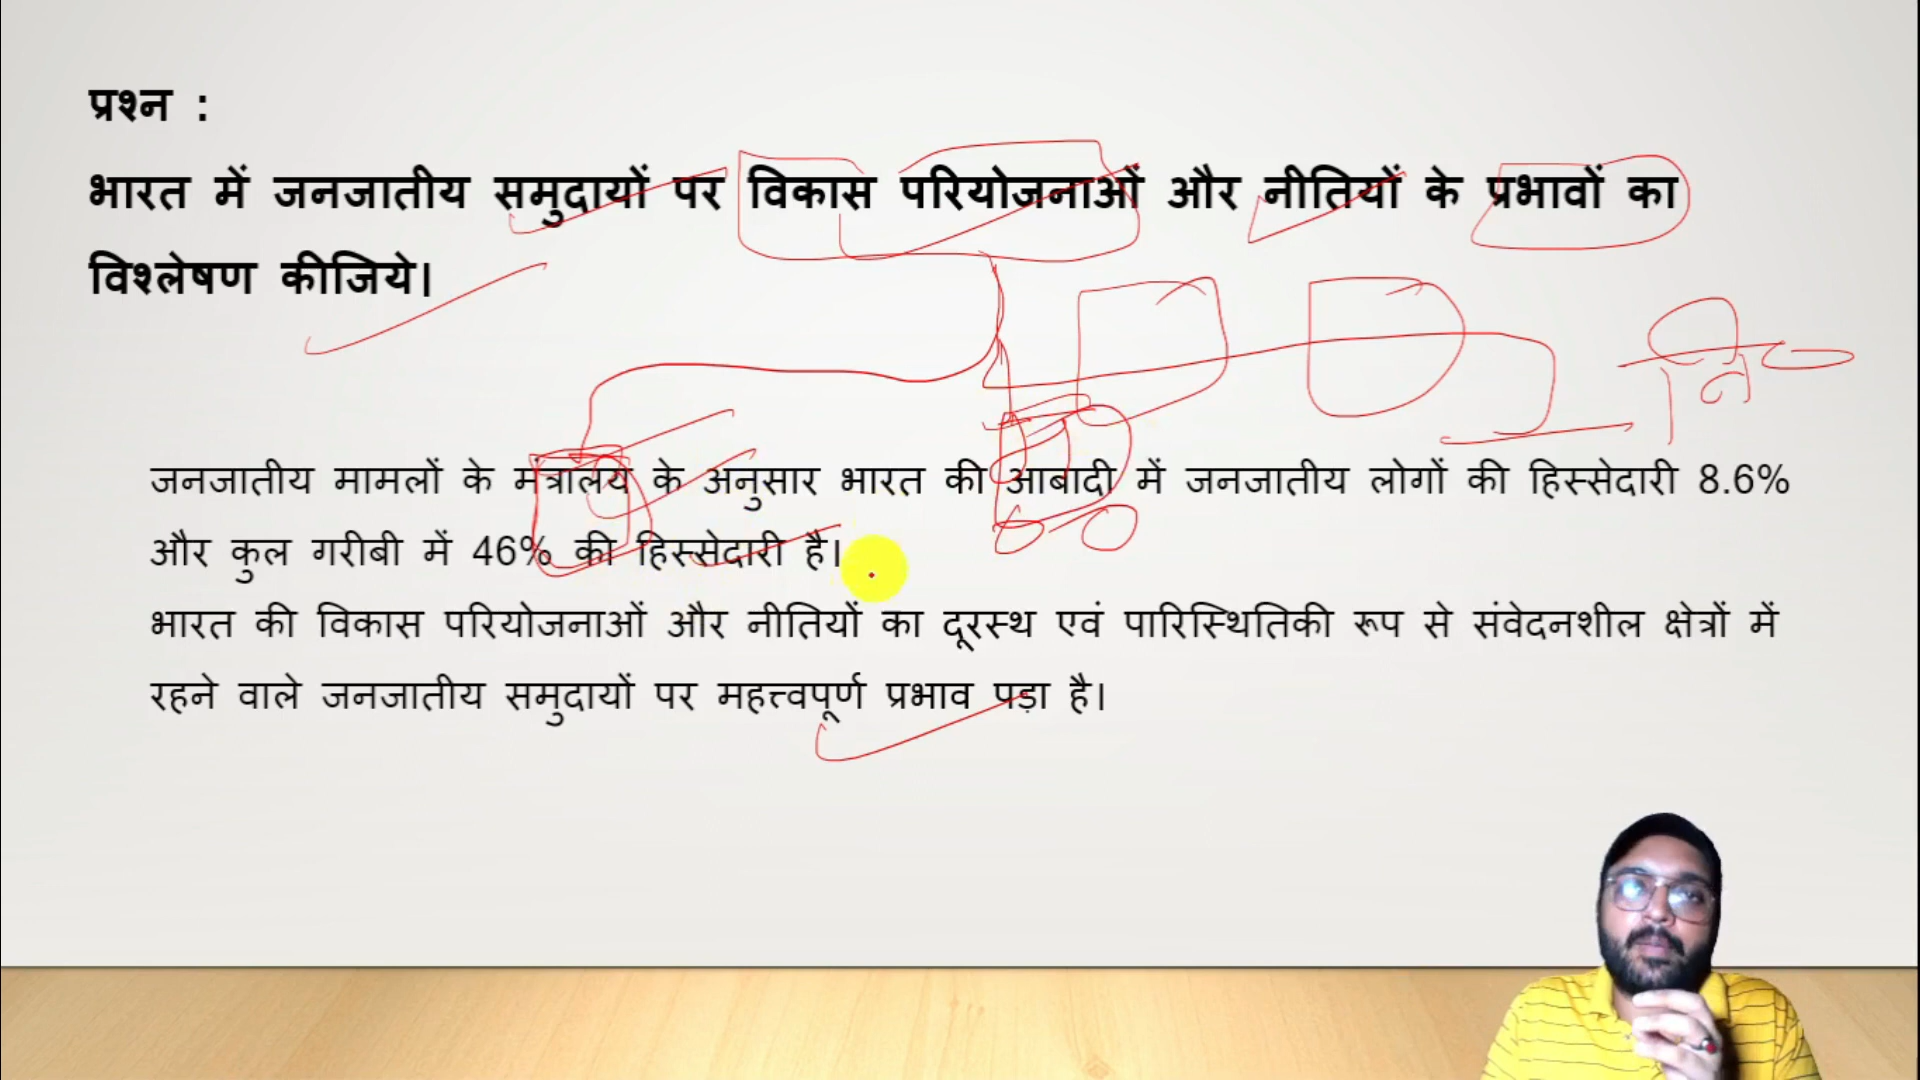 प्रश्न :
भारत में जनजातीय समुदायों पर विकास परियोजनाओं और नीतियों के प्रभावों का
विश्लेषण कीजिये।
जनजातीय मामलों के मंत्रालय के अनुसार भारत की आबादी में जनजातीय लोगों की हिस्सेदारी 8.6%
और कुल गरीबी में 46% की हिस्सेदारी है।
भारत की विकास परियोजनाओं और नीतियों का दूरस्थ एवं पारिस्थितिकी रूप से संवेदनशील क्षेत्रों में
रहने वाले जनजातीय समुदायों पर महत्त्वपूर्ण प्रभाव पड़ा है।